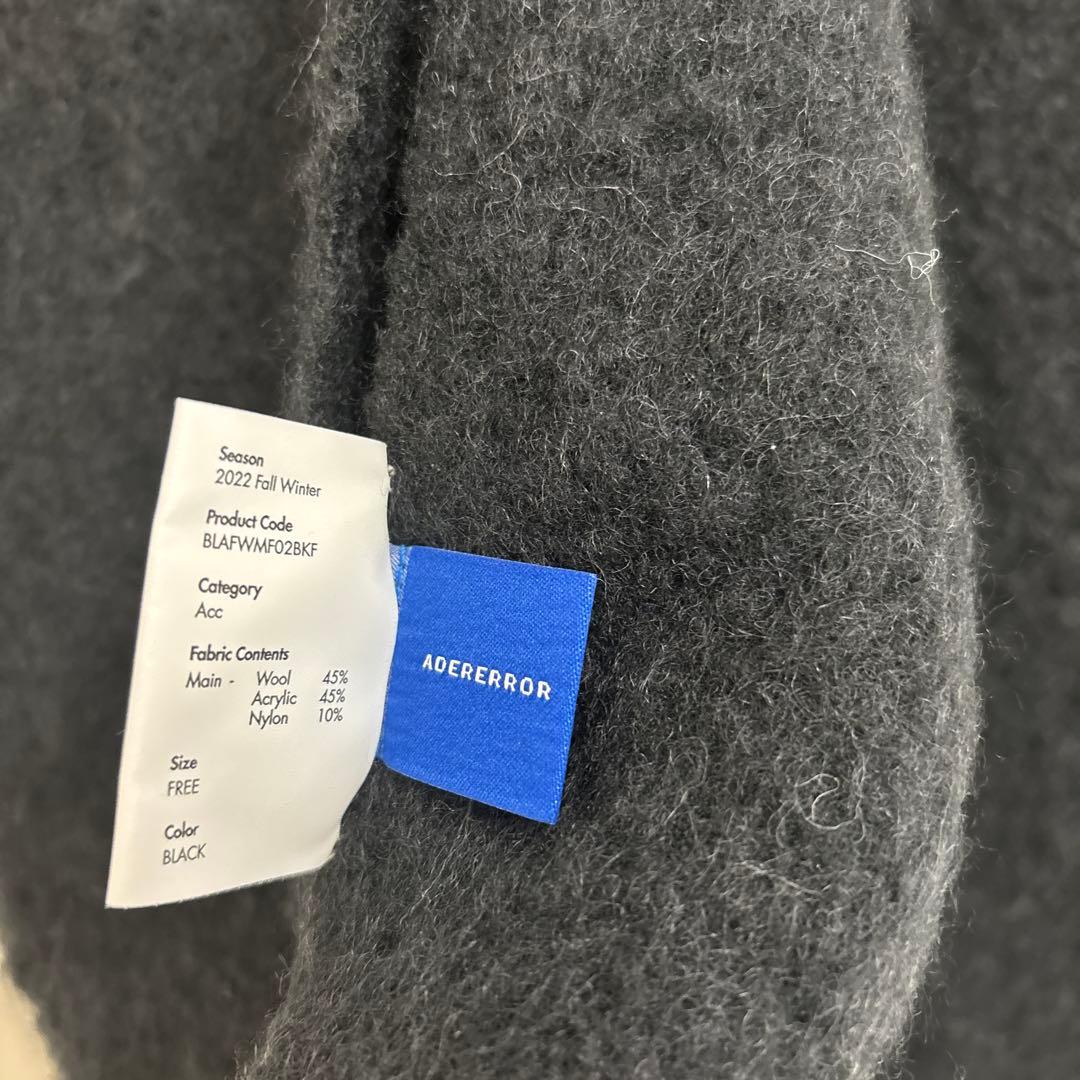 Season
2022 Fall Winter
Product Code
BLAFWMF02BKF
Category
Acc
Fabric Contents
Main - Wool 45%
Acrylic 45%
Nylon 10%
Size
FREE
Color
BLACK
ADERERROR